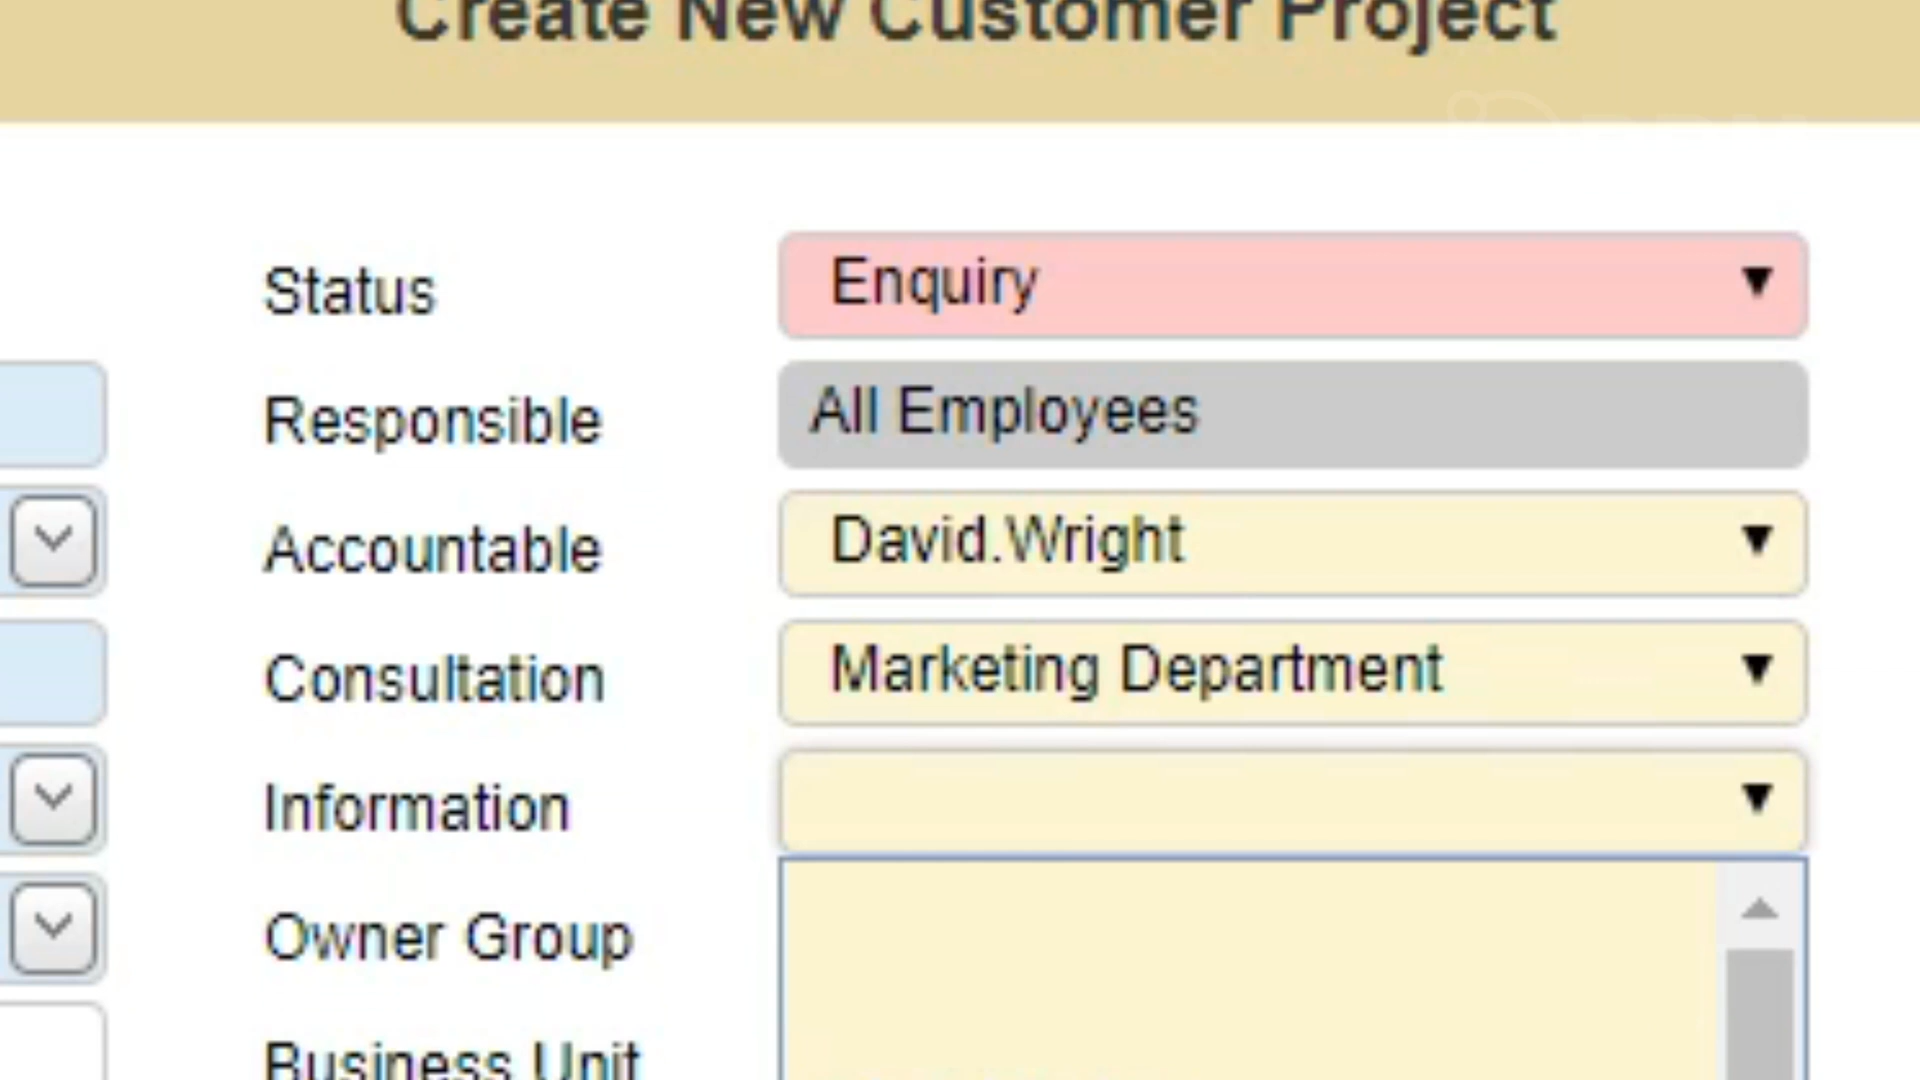 Create New Customer Project
Status
Enquiry
Responsible
All Employees
Accountable
David.Wright
Consultation
Marketing Department
Information
Owner Group
Business Unit